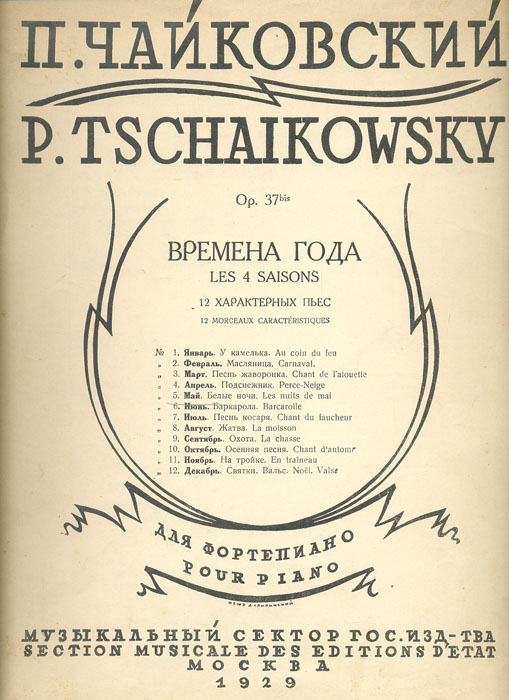 П. ЧАЙКОВСКИЙ
P. TSCHAIKOWSKY
Op. 37bis
ВРЕМЕНА ГОДА
LES 4 SAISONS
12 ХАРАКТЕРНЫХ ПЬЕС
12 MORCEAUX CARACTÉRISTIQUES
№ 1. Январь. У камелька. Au coin du feu
„ 2. Февраль. Масляница. Carnaval.
„ 3. Март. Песнь жаворонка. Chant de l'alouette
„ 4. Апрель. Подснежник. Perce-Neige
„ 5. Май. Белые ночи. Les nuits de mai
„ 6. Июнь. Баркарола. Barcarolle
„ 7. Июль. Песнь косаря. Chant du faucheur
„ 8. Август. Жатва. La moisson
„ 9. Сентябрь. Охота. La chasse
„ 10. Октябрь. Осенняя песня. Chant d'automne
„ 11. Ноябрь. На тройке. En traîneau
„ 12. Декабрь. Святки. Вальс. Noël. Valse
ДЛЯ ФОРТЕПИАНО
POUR PIANO
МУЗЫКАЛЬНЫЙ СЕКТОР ГОС. ИЗД-ТВА
SECTION MUSICALE DES EDITIONS D'ETAT
МОСКВА
1929